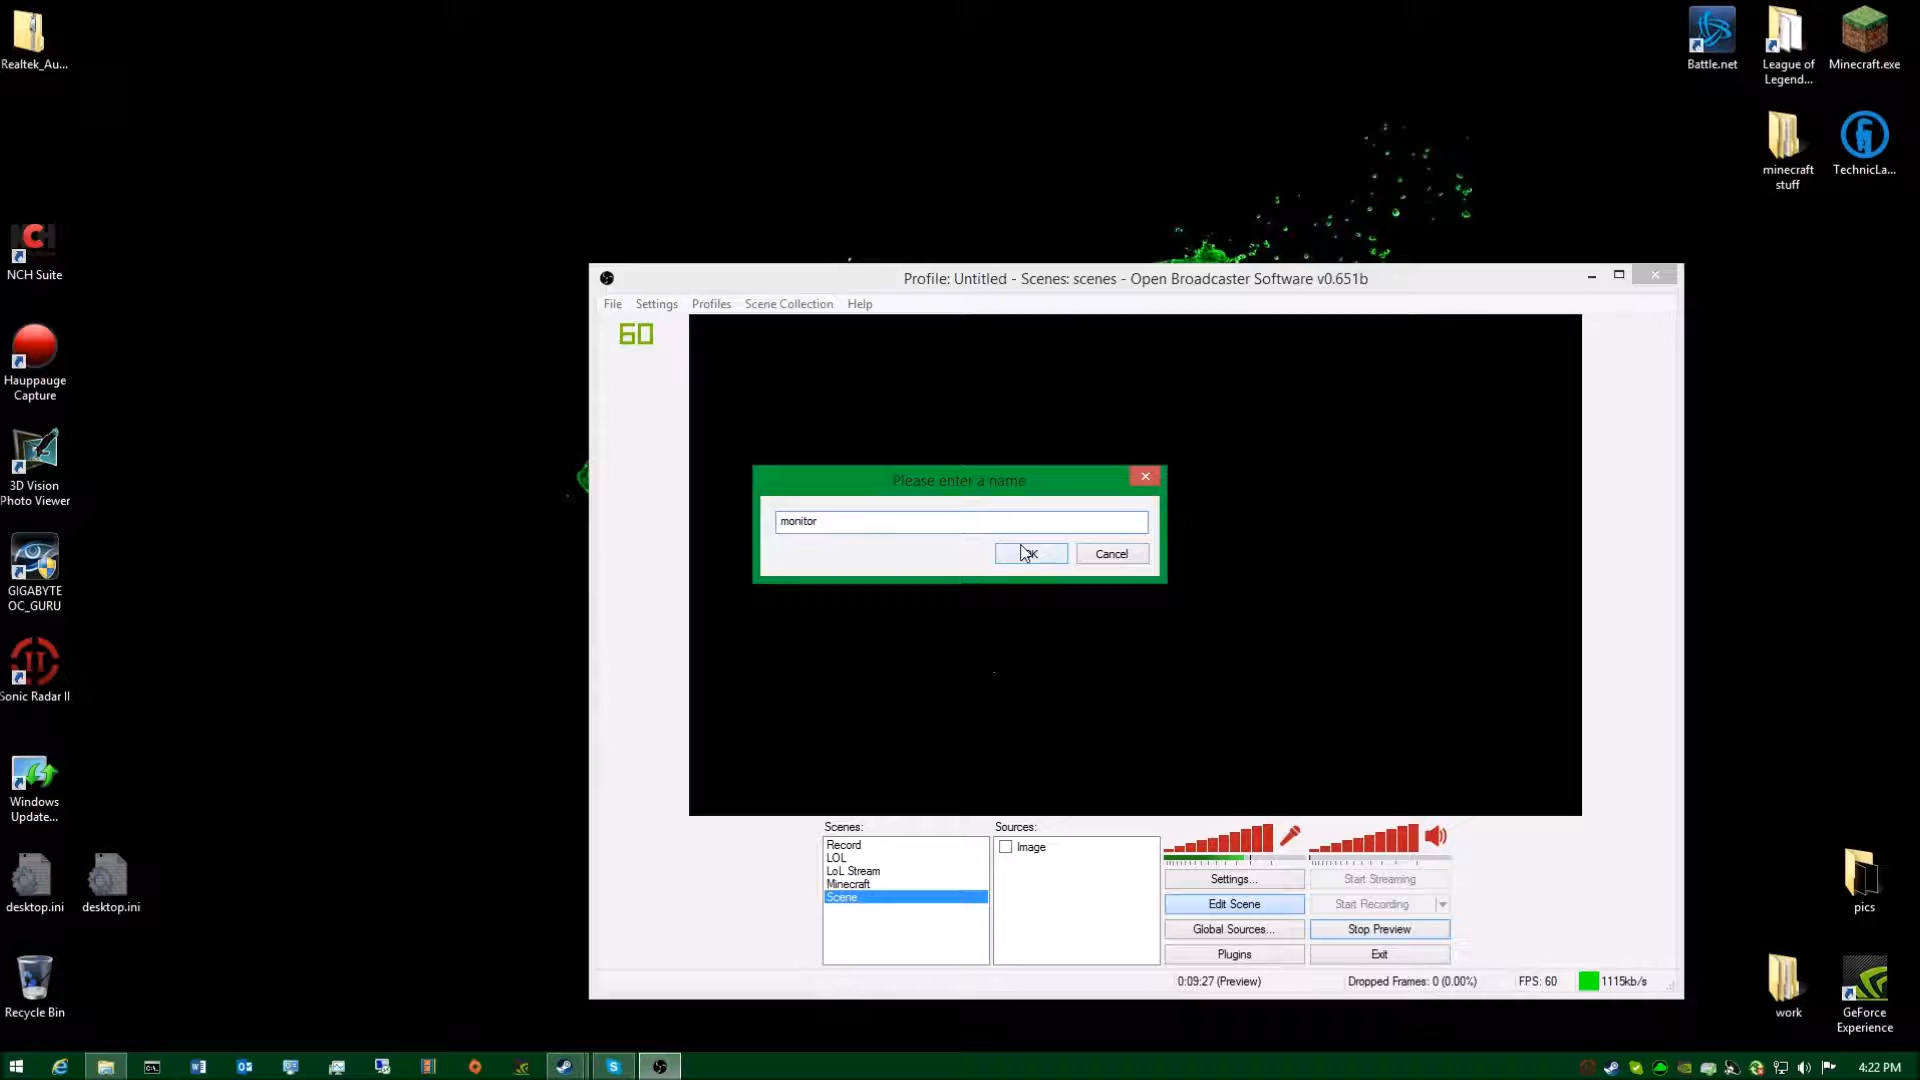 Realtek_Au...
NCH Suite
Hauppauge
Capture
3D Vision
Photo Viewer
GIGABYTE
OC_GURU
Sonic Radar II
Windows
Update...
desktop.ini
desktop.ini
Recycle Bin
Battle.net
League of
Legend...
Minecraft.exe
minecraft
stuff
TechnicLa...
Profile: Untitled - Scenes: scenes - Open Broadcaster Software v0.651b
File Settings Profiles Scene Collection Help
60
Please enter a name
monitor
Cancel
Scenes:
Record
LOL
LoL Stream
Minecraft
Scene
Sources:
Image
Settings...
Start Streaming
Edit Scene
Start Recording
Global Sources...
Stop Preview
Plugins
Exit
0:09:27 (Preview)
Dropped Frames: 0 (0.00%)
FPS: 60
1115kb/s
pics
work
GeForce
Experience
4:22 PM